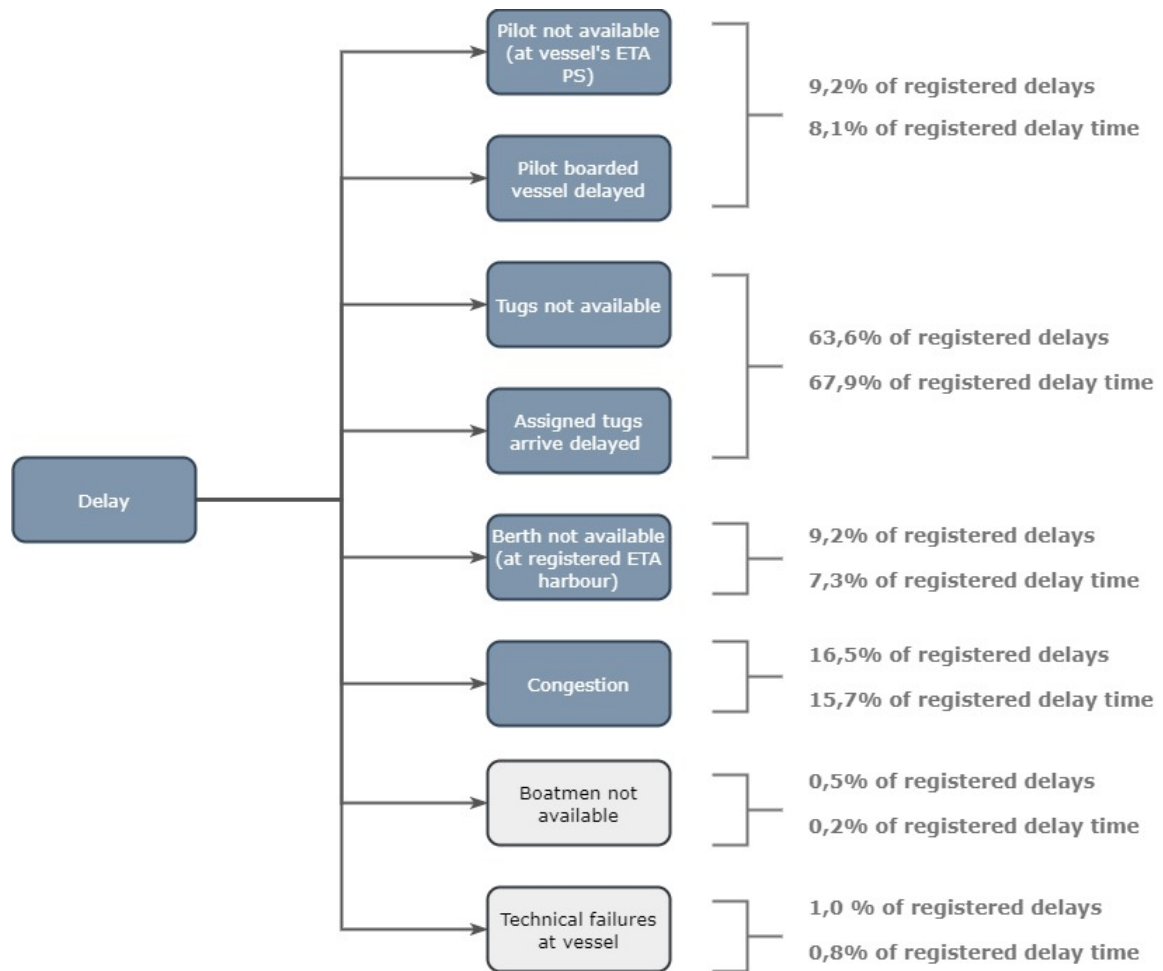 Pilot not available
(at vessel's ETA
PS)
9,2% of registered delays
8,1% of registered delay time
Pilot boarded
vessel delayed
Tugs not available
63,6% of registered delays
67,9% of registered delay time
Assigned tugs
arrive delayed
Delay
Berth not available
(at registered ETA
harbour)
9,2% of registered delays
7,3% of registered delay time
Congestion
16,5% of registered delays
15,7% of registered delay time
Boatmen not
available
0,5% of registered delays
0,2% of registered delay time
Technical failures
at vessel
1,0 % of registered delays
0,8% of registered delay time